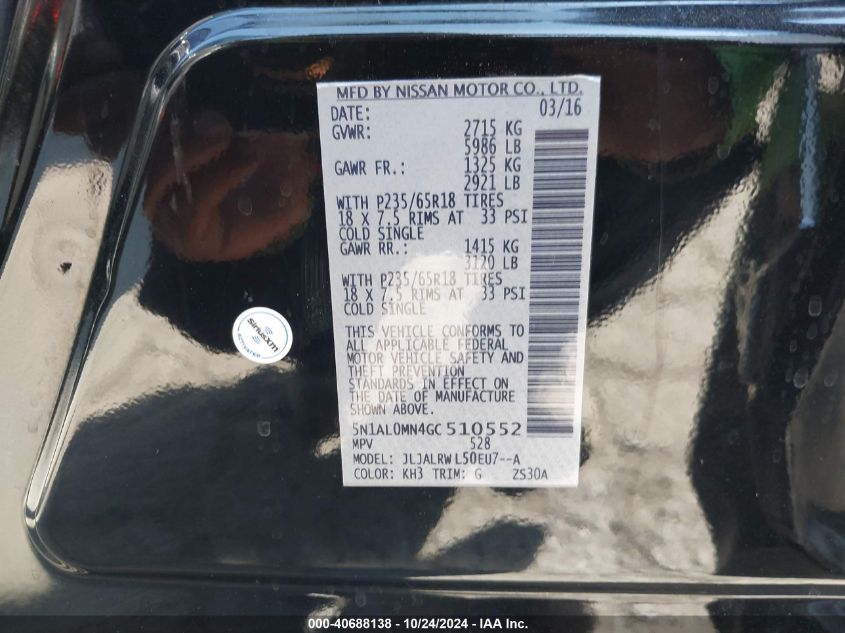 MFD BY NISSAN MOTOR CO., LTD.
DATE: 03/16
GVWR: 2715 KG
5986 LB
GAWR FR.: 1325 KG
2921 LB
WITH P235/65R18 TIRES
18 X 7.5 RIMS AT 33 PSI
COLD SINGLE
GAWR RR.: 1415 KG
3120 LB
WITH P235/65R18 TIRES
18 X 7.5 RIMS AT 33 PSI
COLD SINGLE
THIS VEHICLE CONFORMS TO
ALL APPLICABLE FEDERAL
MOTOR VEHICLE SAFETY AND
THEFT PREVENTION
STANDARDS IN EFFECT ON
THE DATE OF MANUFACTURE
SHOWN ABOVE.
5N1AL0MN4GC510552
MPV 528
MODEL: JLJALRWL50EU7--A
COLOR: KH3 TRIM: G ZS30A
siriusxm
ACTIVATED
000-40688138 - 10/24/2024 - IAA Inc.